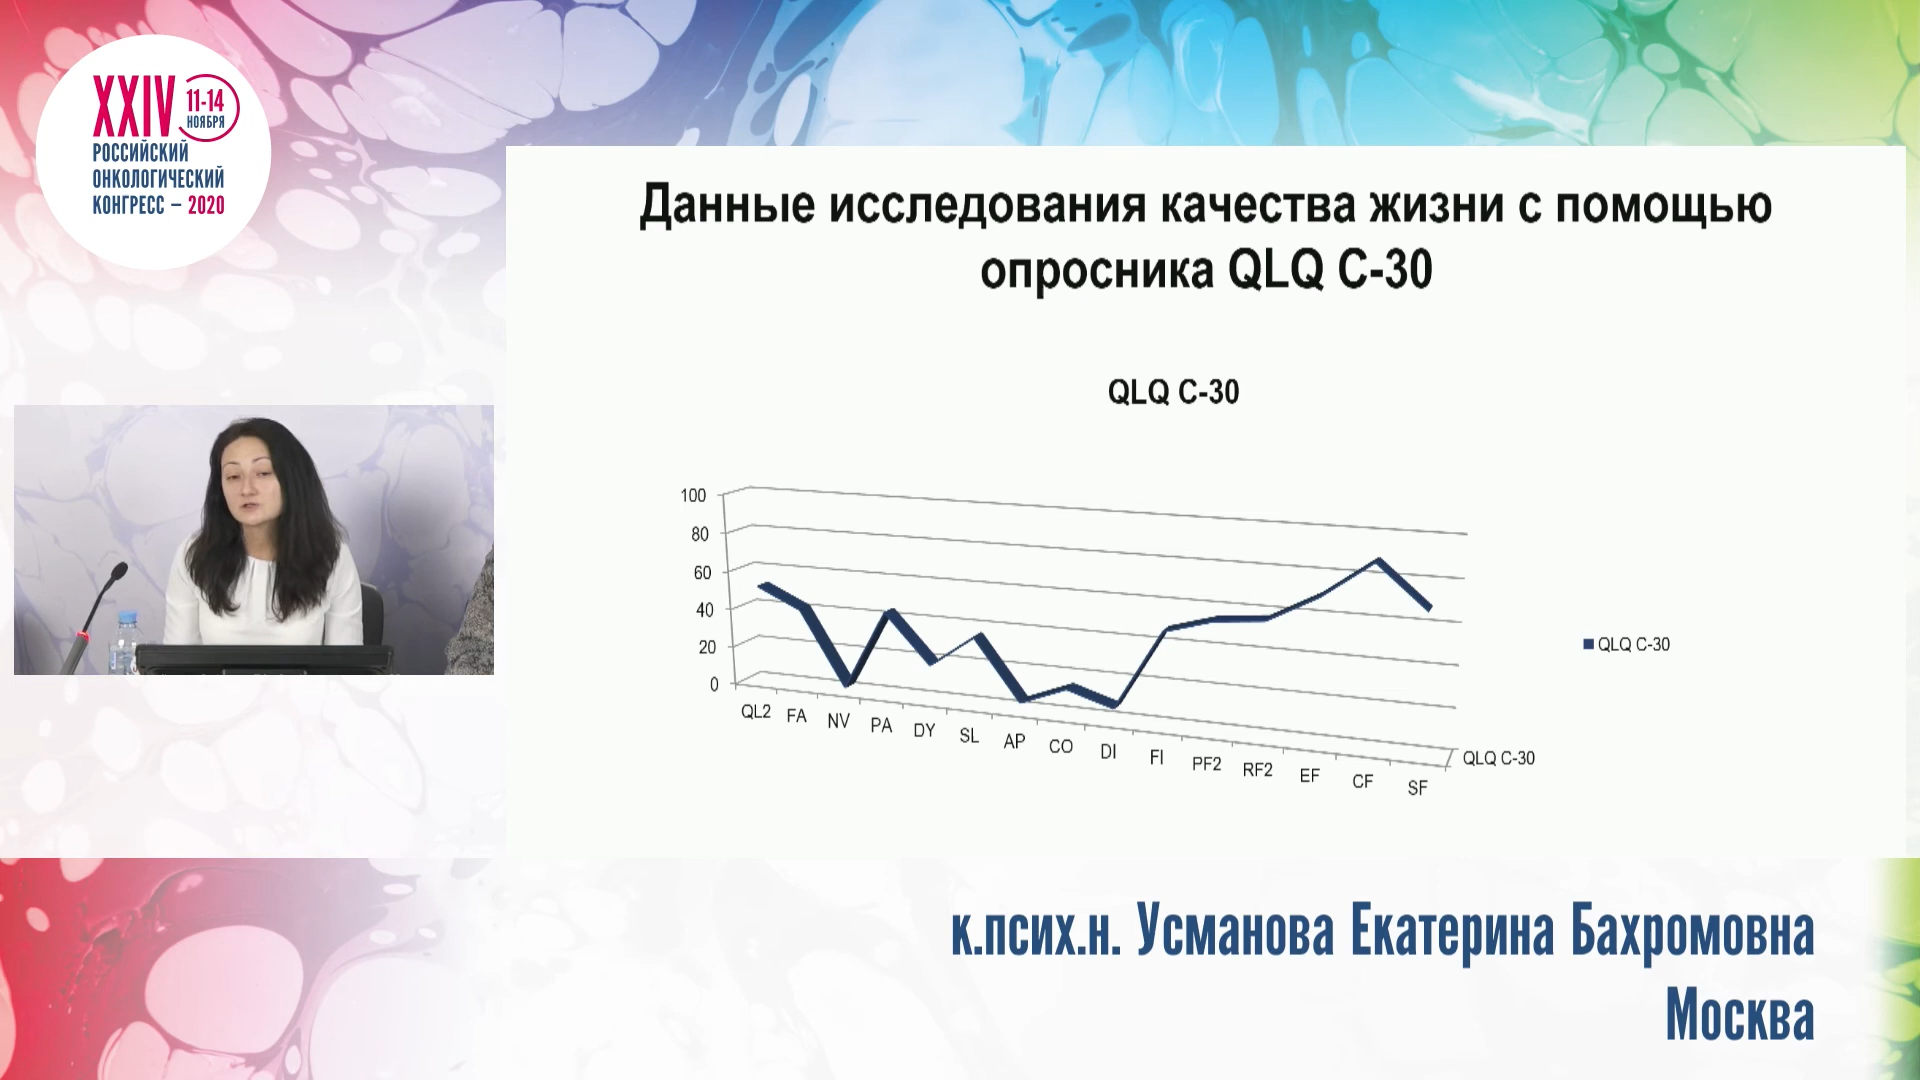 XXIV
11-14
НОЯБРЯ
РОССИЙСКИЙ
ОНКОЛОГИЧЕСКИЙ
КОНГРЕСС – 2020
Данные исследования качества жизни с помощью
опросника QLQ C-30
QLQ C-30
100
80
60
40
20
0
QL2 FA NV PA DY SL AP CO DI FI PF2 RF2 EF CF SF
QLQ C-30
QLQ C-30
к.псих.н. Усманова Екатерина Бахромовна
Москва